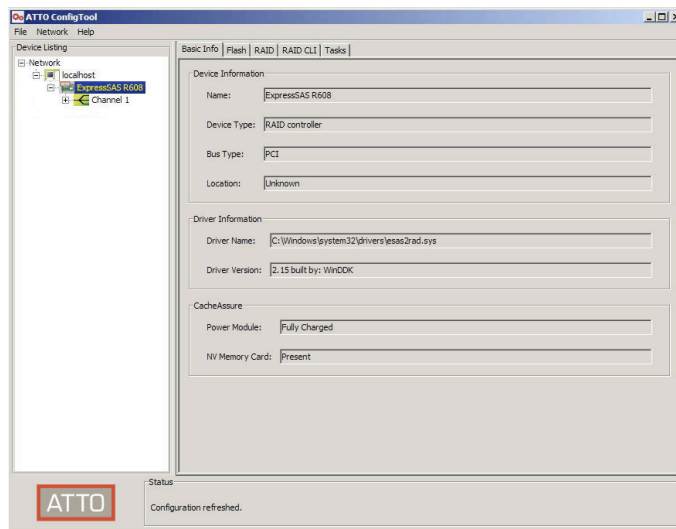 ATTO ConfigTool
File Network Help
Device Listing
Network
localhost
ExpressSAS R608
Channel 1
Basic Info Flash RAID RAID CLI Tasks
Device Information
Name: ExpressSAS R608
Device Type: RAID controller
Bus Type: PCI
Location: Unknown
Driver Information
Driver Name: C:\Windows\system32\drivers\esas2rad.sys
Driver Version: 2.15 built by: WinDDK
CacheAssure
Power Module: Fully Charged
NV Memory Card: Present
ATTO
Status
Configuration refreshed.